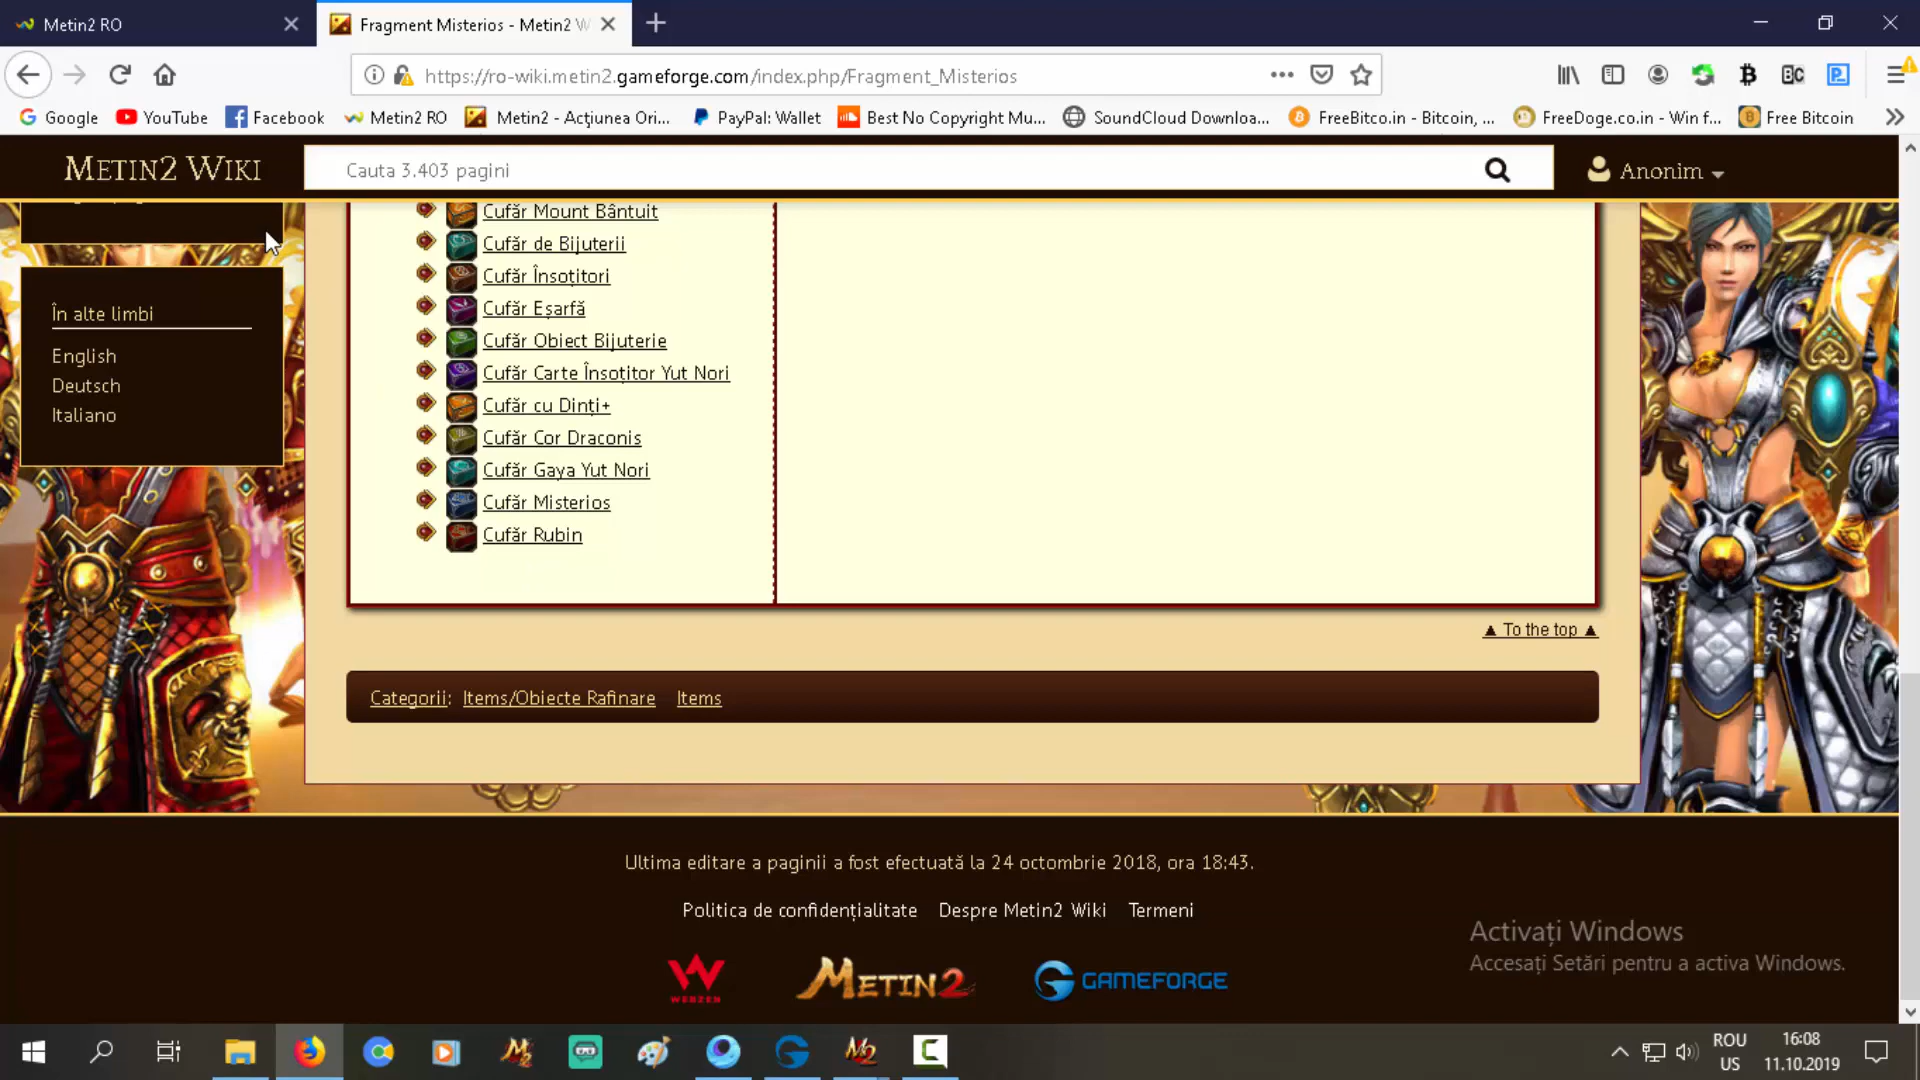 Metin2 RO
Fragment Misterios - Metin2 W
https://ro-wiki.metin2.gameforge.com/index.php/Fragment_Misterios
Google YouTube Facebook Metin2 RO Metin2 - Acţiunea Ori... PayPal: Wallet Best No Copyright Mu... SoundCloud Downloa... FreeBitco.in - Bitcoin, ... FreeDoge.co.in - Win f... Free Bitcoin
Metin2 Wiki
Cauta 3.403 pagini
Anonim
În alte limbi
English
Deutsch
Italiano
Cufăr Mount Bântuit
Cufăr de Bijuterii
Cufăr Însoțitori
Cufăr Eșarfă
Cufăr Obiect Bijuterie
Cufăr Carte Însoțitor Yut Nori
Cufăr cu Dinți+
Cufăr Cor Draconis
Cufăr Gaya Yut Nori
Cufăr Misterios
Cufăr Rubin
▲ To the top ▲
Categorii: Items/Obiecte Rafinare Items
Ultima editare a paginii a fost efectuată la 24 octombrie 2018, ora 18:43.
Politica de confidențialitate Despre Metin2 Wiki Termeni
WEBZEN METIN2 GAMEFORGE
Activați Windows
Accesați Setări pentru a activa Windows.
ROU
US
16:08
11.10.2019